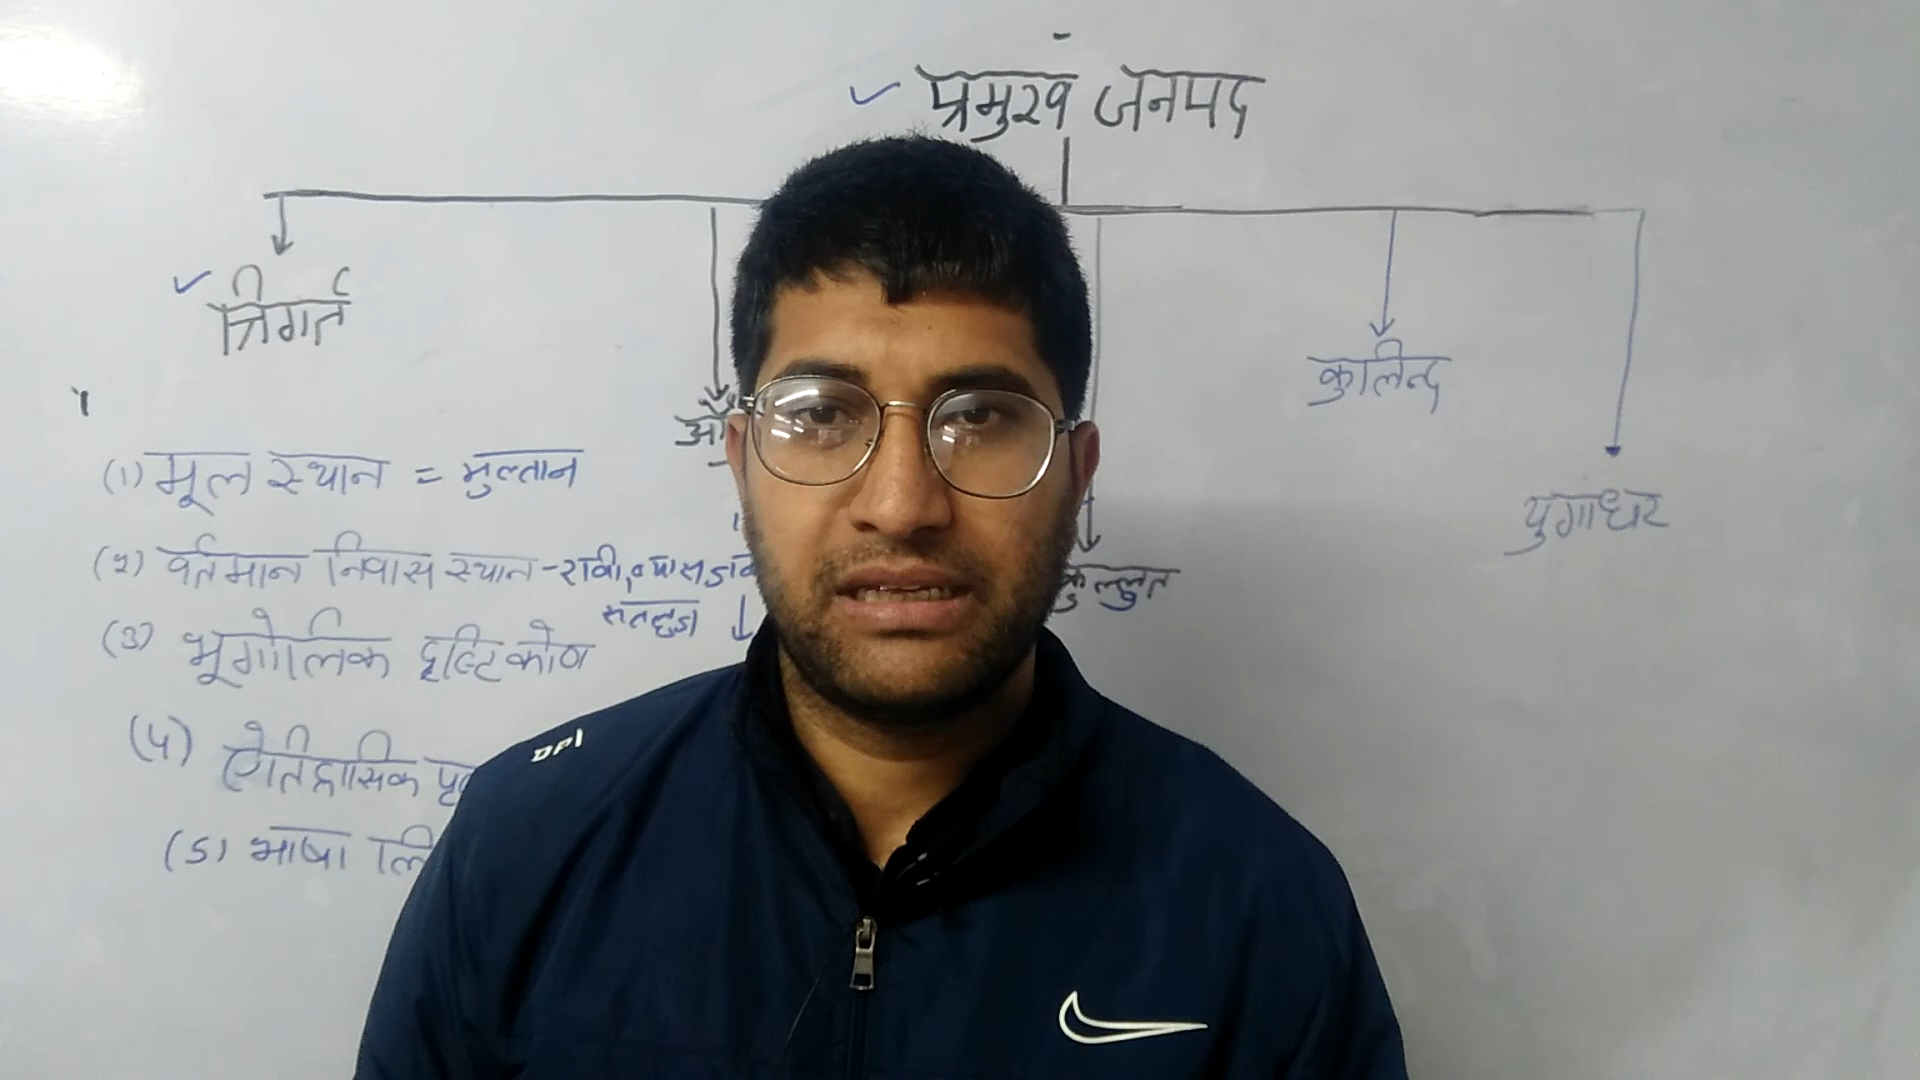 प्रमुख जनपद
त्रिगर्त
कुलिन्द
(1) मूल स्थान = मुल्तान
युगाधर
(2) वर्तमान निवास स्थान - रावी, व्यास
सतलुज
कुल्लुत
(3) भूगोलिक दृष्टिकोण
(4) ऐतिहासिक
(5) भाषा